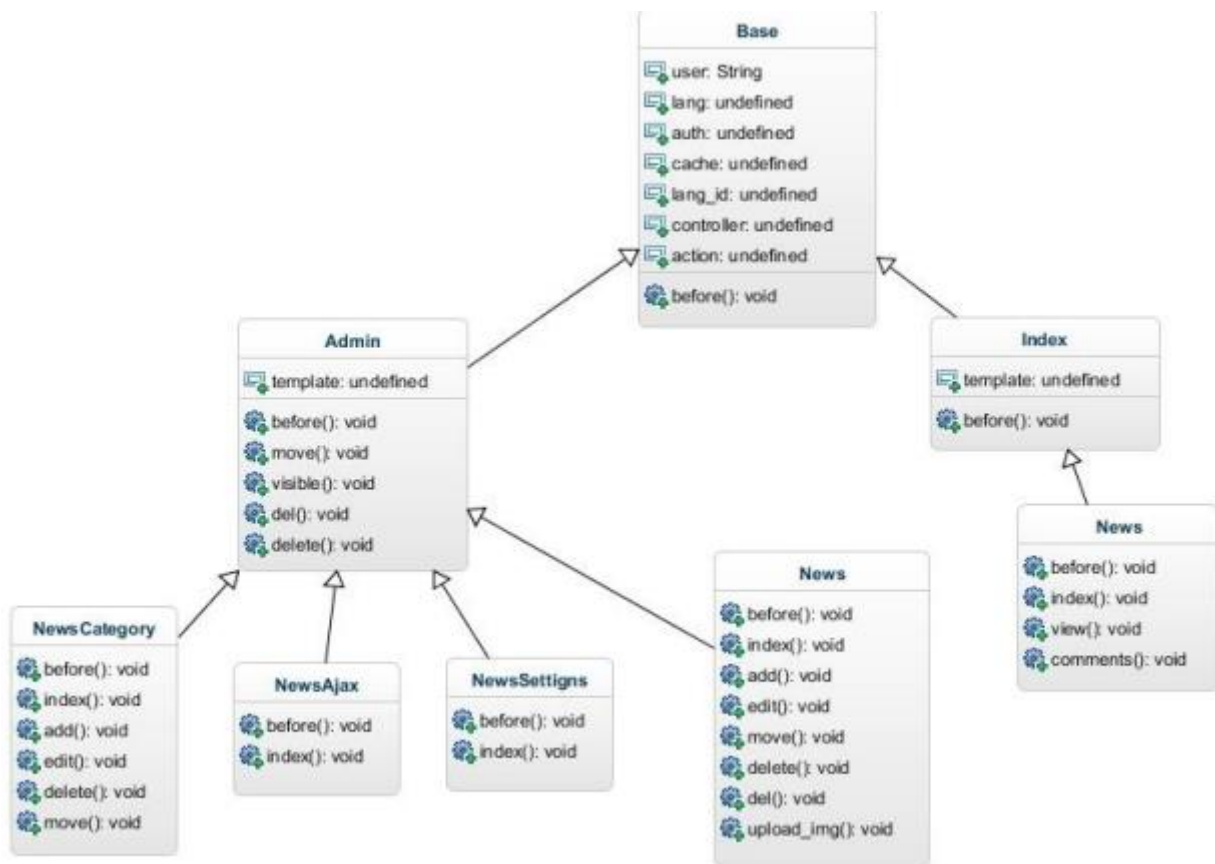 Base
user: String
lang: undefined
auth: undefined
cache: undefined
lang_id: undefined
controller: undefined
action: undefined
before(): void
Admin
template: undefined
before(): void
move(): void
visible(): void
del(): void
delete(): void
Index
template: undefined
before(): void
News
before(): void
index(): void
view(): void
comments(): void
NewsCategory
before(): void
index(): void
add(): void
edit(): void
delete(): void
move(): void
NewsAjax
before(): void
index(): void
NewsSettigns
before(): void
index(): void
News
before(): void
index(): void
add(): void
edit(): void
move(): void
delete(): void
del(): void
upload_img(): void